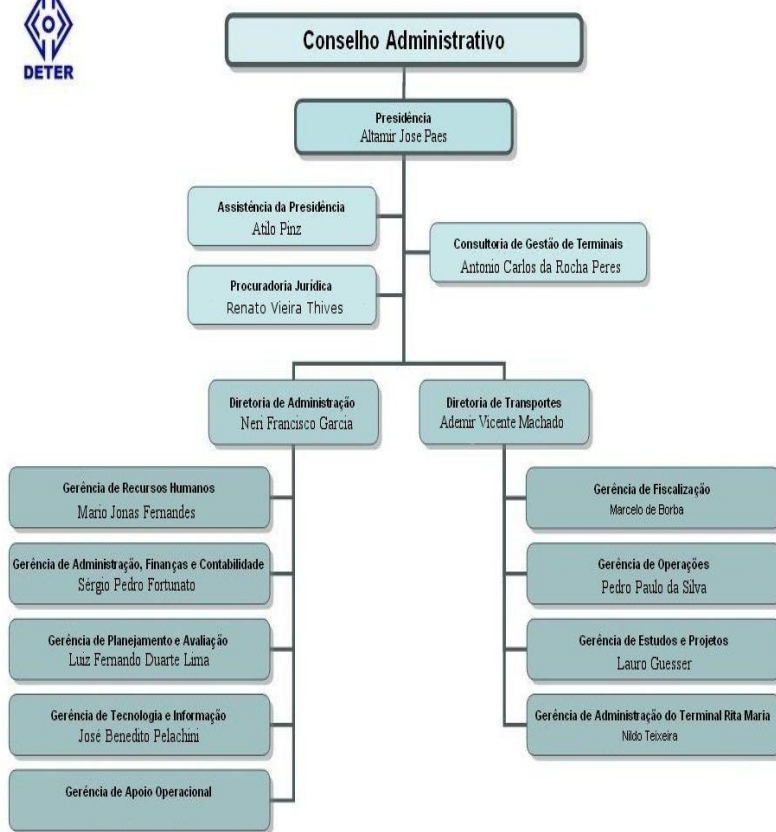 DETER
Conselho Administrativo
Presidência
Altamir Jose Paes
Assistência da Presidência
Atilo Pinz
Consultoria de Gestão de Terminais
Antonio Carlos da Rocha Peres
Procuradoria Jurídica
Renato Vieira Thives
Diretoria de Administração
Neri Francisco Garcia
Diretoria de Transportes
Ademir Vicente Machado
Gerência de Recursos Humanos
Mario Jonas Fernandes
Gerência de Administração, Finanças e Contabilidade
Sérgio Pedro Fortunato
Gerência de Planejamento e Avaliação
Luiz Fernando Duarte Lima
Gerência de Tecnologia e Informação
José Benedito Pelachini
Gerência de Apoio Operacional
Gerência de Fiscalização
Marcelo de Borba
Gerência de Operações
Pedro Paulo da Silva
Gerência de Estudos e Projetos
Lauro Guesser
Gerência de Administração do Terminal Rita Maria
Nildo Teixeira